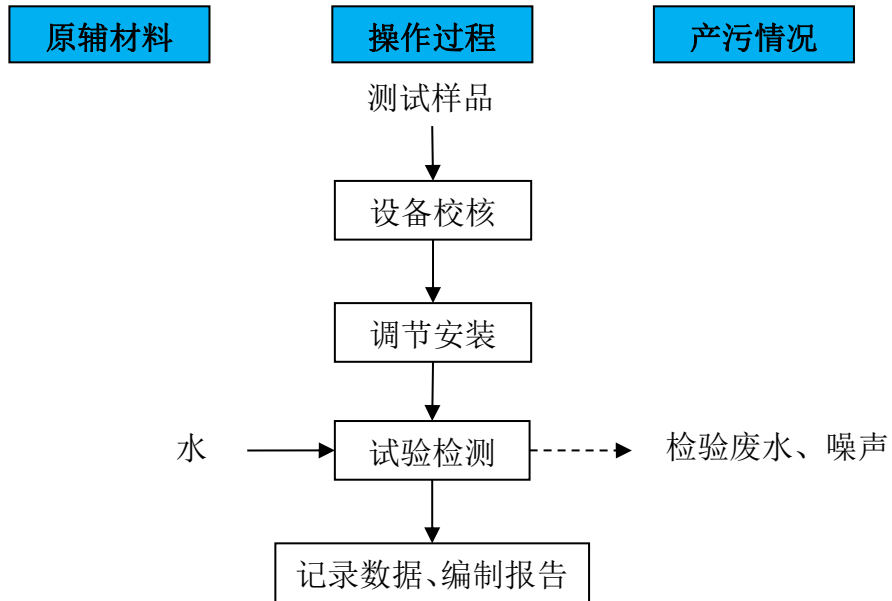 原辅材料
操作过程
产污情况
测试样品
设备校核
调节安装
水
试验检测
检验废水、噪声
记录数据、编制报告